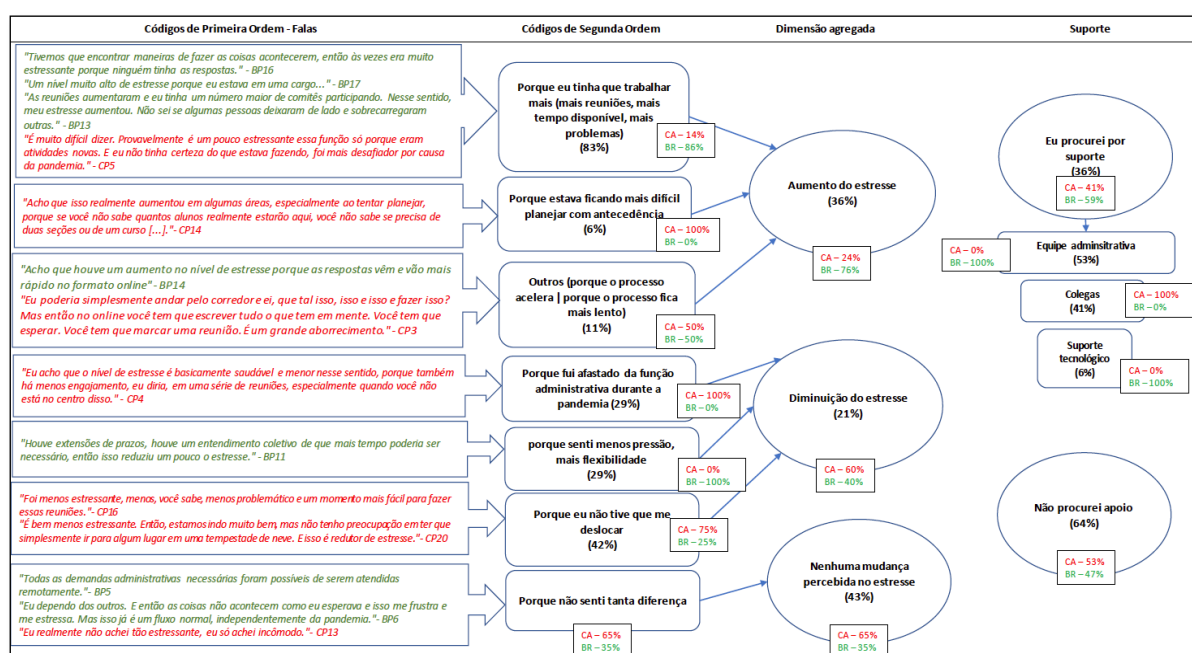 Códigos de Primeira Ordem - Falas
Códigos de Segunda Ordem
Dimensão agregada
Suporte
"Tivemos que encontrar maneiras de fazer as coisas acontecerem, então às vezes era muito
estressante porque ninguém tinha as respostas." - BP16
"Um nível muito alto de estresse porque eu estava em uma cargo..." - BP17
"As reuniões aumentaram e eu tinha um número maior de comitês participando. Nesse sentido,
meu estresse aumentou. Não sei se algumas pessoas deixaram de lado e sobrecarregaram
outras." - BP13
"É muito difícil dizer. Provavelmente é um pouco estressante essa função só porque eram
atividades novas. E eu não tinha certeza do que estava fazendo, foi mais desafiador por causa
da pandemia." - CP5
Porque eu tinha que trabalhar
mais (mais reuniões, mais
tempo disponível, mais
problemas)
(83%)
CA – 14%
BR – 86%
"Acho que isso realmente aumentou em algumas áreas, especialmente ao tentar planejar,
porque se você não sabe quantos alunos realmente estarão aqui, você não sabe se precisa de
duas seções ou de um curso [...]."- CP14
Porque estava ficando mais difícil
planejar com antecedência
(6%)
CA – 100%
BR – 0%
"Acho que houve um aumento no nível de estresse porque as respostas vêm e vão mais
rápido no formato online" - BP14
"Eu poderia simplesmente andar pelo corredor e ei, que tal isso, isso e isso e fazer isso?
Mas então no online você tem que escrever tudo o que tem em mente. Você tem que
esperar. Você tem que marcar uma reunião. É um grande aborrecimento." - CP3
Outros (porque o processo
acelera | porque o processo fica
mais lento)
(11%)
CA – 50%
BR – 50%
Aumento do estresse
(36%)
CA – 24%
BR – 76%
"Eu acho que o nível de estresse é basicamente saudável e menor nesse sentido, porque também
há menos engajamento, eu diria, em uma série de reuniões, especialmente quando você não
está no centro disso." - CP4
Porque fui afastado da função
administrativa durante a
pandemia (29%)
CA – 100%
BR – 0%
"Houve extensões de prazos, houve um entendimento coletivo de que mais tempo poderia ser
necessário, então isso reduziu um pouco o estresse." - BP11
porque senti menos pressão,
mais flexibilidade
(29%)
CA – 0%
BR – 100%
"Foi menos estressante, menos, você sabe, menos problemático e um momento mais fácil para fazer
essas reuniões."- CP16
"É bem menos estressante. Então, estamos indo muito bem, mas não tenho preocupação em ter que
simplesmente ir para algum lugar em uma tempestade de neve. E isso é redutor de estresse."- CP20
Porque eu não tive que me
deslocar
(42%)
CA – 75%
BR – 25%
Diminuição do estresse
(21%)
CA – 60%
BR – 40%
"Todas as demandas administrativas necessárias foram possíveis de serem atendidas
remotamente."- BP5
"Eu dependo dos outros. E então as coisas não acontecem como eu esperava e isso me frustra e
me estressa. Mas isso já é um fluxo normal, independentemente da pandemia." - BP6
"Eu realmente não achei tão estressante, eu só achei incômodo." - CP13
Porque não senti tanta diferença
CA – 65%
BR – 35%
Nenhuma mudança
percebida no estresse
(43%)
CA – 65%
BR – 35%
Eu procurei por
suporte
(36%)
CA – 41%
BR – 59%
Equipe adminsitrativa
(53%)
CA – 0%
BR – 100%
Colegas
(41%)
CA – 100%
BR – 0%
Suporte
tecnológico
(6%)
CA – 0%
BR – 100%
Não procurei apoio
(64%)
CA – 53%
BR – 47%